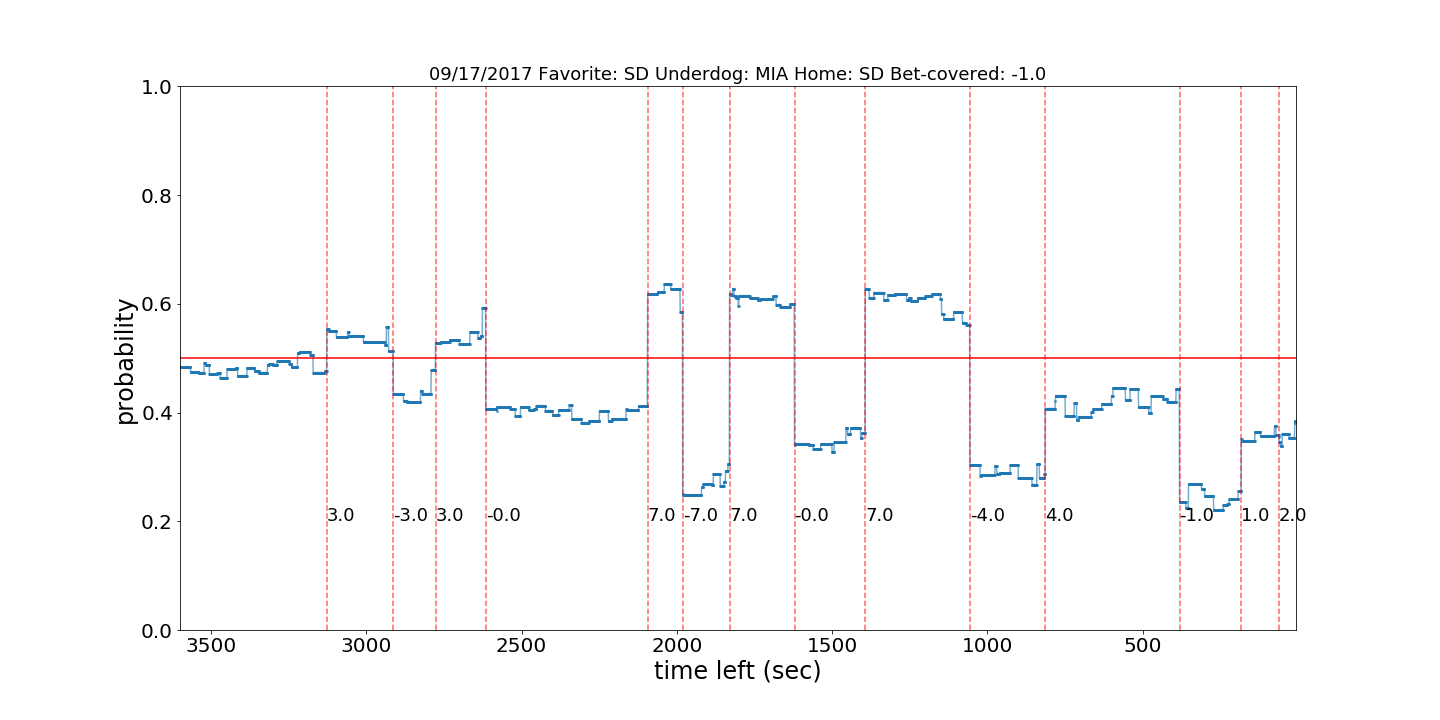 09/17/2017 Favorite: SD Underdog: MIA Home: SD Bet-covered: -1.0
1.0
0.8
0.6
0.4
0.2
0.0
probability
3.0 -3.0 3.0 -0.0 7.0 -7.0 7.0 -0.0 7.0 -4.0 4.0 -1.0 1.0 2.0
3500 3000 2500 2000 1500 1000 500
time left (sec)